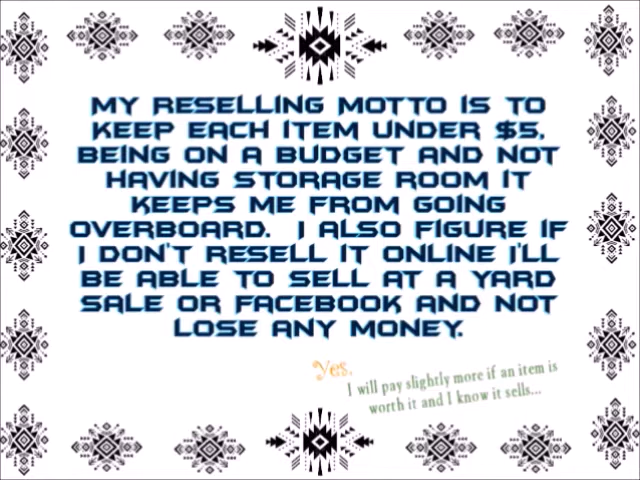 MY RESELLING MOTTO IS TO
KEEP EACH ITEM UNDER $5.
BEING ON A BUDGET AND NOT
HAVING STORAGE ROOM IT
KEEPS ME FROM GOING
OVERBOARD. I ALSO FIGURE IF
I DON'T RESELL IT ONLINE I'LL
BE ABLE TO SELL AT A YARD
SALE OR FACEBOOK AND NOT
LOSE ANY MONEY.
Yes,
I will pay slightly more if an item is
worth it and I know it sells...